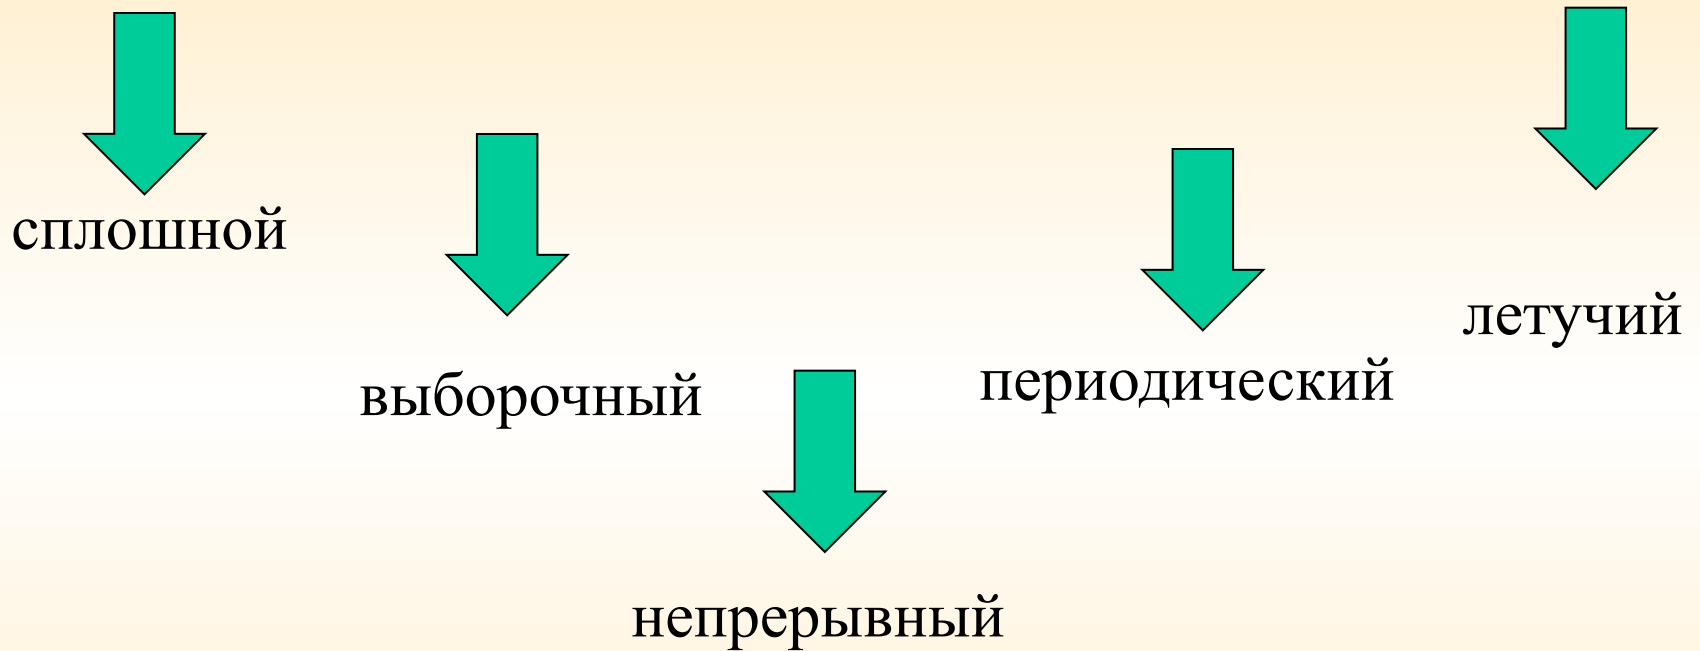 сплошной
выборочный
непрерывный
периодический
летучий